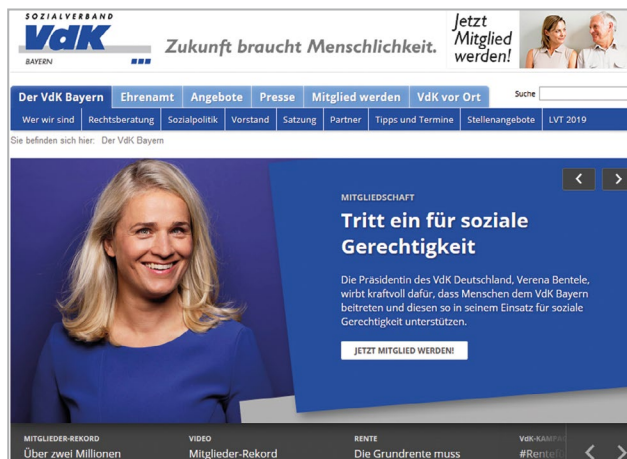 SOZIALVERBAND
VdK
BAYERN
Zukunft braucht Menschlichkeit.
Jetzt
Mitglied
werden!
Der VdK Bayern Ehrenamt Angebote Presse Mitglied werden VdK vor Ort Suche
Wer wir sind Rechtsberatung Sozialpolitik Vorstand Satzung Partner Tipps und Termine Stellenangebote LVT 2019
Sie befinden sich hier: Der VdK Bayern
MITGLIEDSCHAFT
Tritt ein für soziale
Gerechtigkeit
Die Präsidentin des VdK Deutschland, Verena Bentele,
wirbt kraftvoll dafür, dass Menschen dem VdK Bayern
beitreten und diesen so in seinem Einsatz für soziale
Gerechtigkeit unterstützen.
JETZT MITGLIED WERDEN!
MITGLIEDER-REKORD VIDEO RENTE
Über zwei Millionen Mitglieder-Rekord Die Grundrente muss